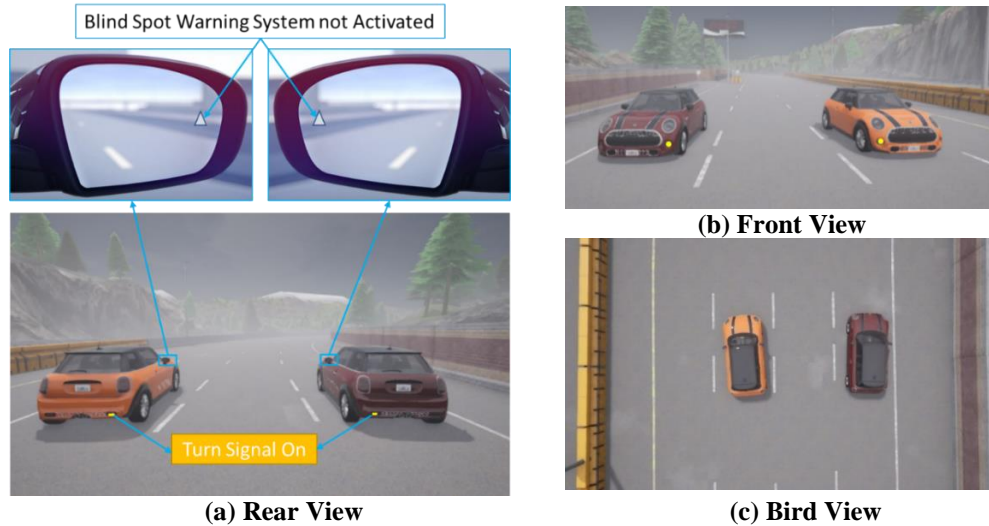 Blind Spot Warning System not Activated
Turn Signal On
(a) Rear View
(b) Front View
(c) Bird View